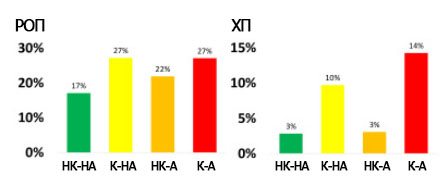 РОП
30%
20%
10%
0%
17%
27%
22%
27%
НК-НА
К-НА
НК-А
К-А
ХП
15%
10%
5%
0%
3%
10%
3%
14%
НК-НА
К-НА
НК-А
К-А